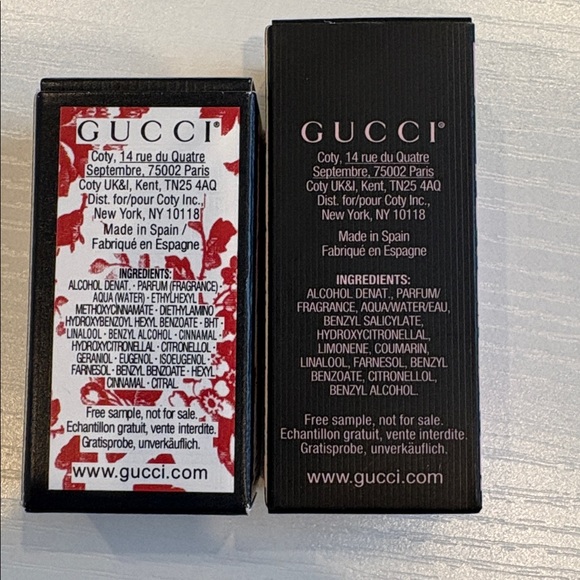 GUCCI®
Coty, 14 rue du Quatre
Septembre, 75002 Paris
Coty UK&I, Kent, TN25 4AQ
Dist. for/pour Coty Inc.,
New York, NY 10118
Made in Spain /
Fabriqué en Espagne
INGREDIENTS:
ALCOHOL DENAT. · PARFUM (FRAGRANCE) ·
AQUA (WATER) · ETHYLHEXYL
METHOXYCINNAMATE · DIETHYLAMINO
HYDROXYBENZOYL HEXYL BENZOATE · BHT ·
LINALOOL · BENZYL ALCOHOL · CINNAMAL ·
HYDROXYCITRONELLAL · CITRONELLOL ·
GERANIOL · EUGENOL · ISOEUGENOL ·
FARNESOL · BENZYL BENZOATE · HEXYL
CINNAMAL · CITRAL.
Free sample, not for sale.
Echantillon gratuit, vente interdite.
Gratisprobe, unverkäuflich.
www.gucci.com
GUCCI®
Coty, 14 rue du Quatre
Septembre, 75002 Paris
Coty UK&I, Kent, TN25 4AQ
Dist. for/pour Coty Inc.,
New York, NY 10118
Made in Spain
Fabriqué en Espagne
INGREDIENTS:
ALCOHOL DENAT., PARFUM/
FRAGRANCE, AQUA/WATER/EAU,
BENZYL SALICYLATE,
HYDROXYCITRONELLAL,
LIMONENE, COUMARIN,
LINALOOL, FARNESOL, BENZYL
BENZOATE, CITRONELLOL,
BENZYL ALCOHOL.
Free sample, not for sale.
Echantillon gratuit, vente interdite.
Gratisprobe, unverkäuflich.
www.gucci.com